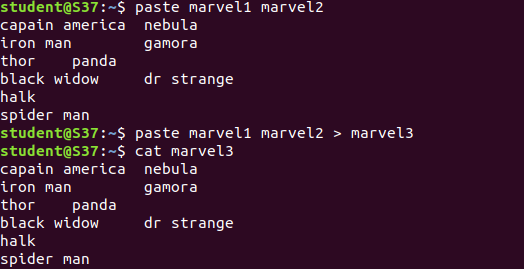 student@S37:~$ paste marvel1 marvel2
capain america  nebula
iron man        gamora
thor    panda
black widow     dr strange
halk
spider man
student@S37:~$ paste marvel1 marvel2 > marvel3
student@S37:~$ cat marvel3
capain america  nebula
iron man        gamora
thor    panda
black widow     dr strange
halk
spider man